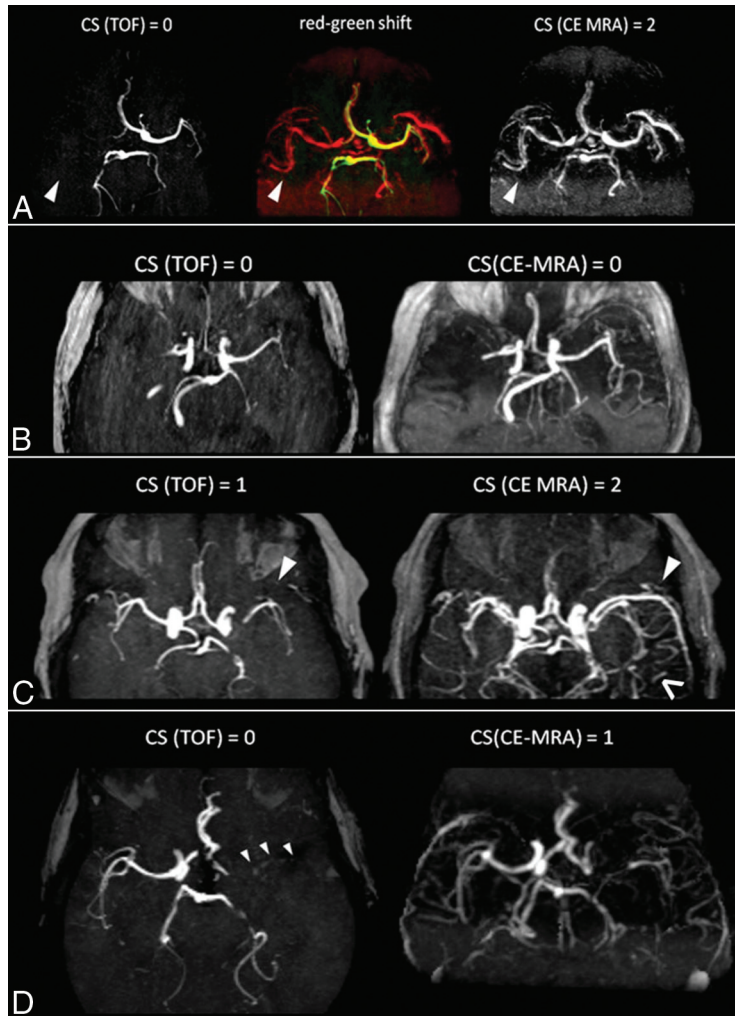 CS (TOF) = 0 red-green shift CS (CE MRA) = 2
A
CS (TOF) = 0 CS(CE-MRA) = 0
B
CS (TOF) = 1 CS (CE MRA) = 2
C
CS (TOF) = 0 CS(CE-MRA) = 1
D